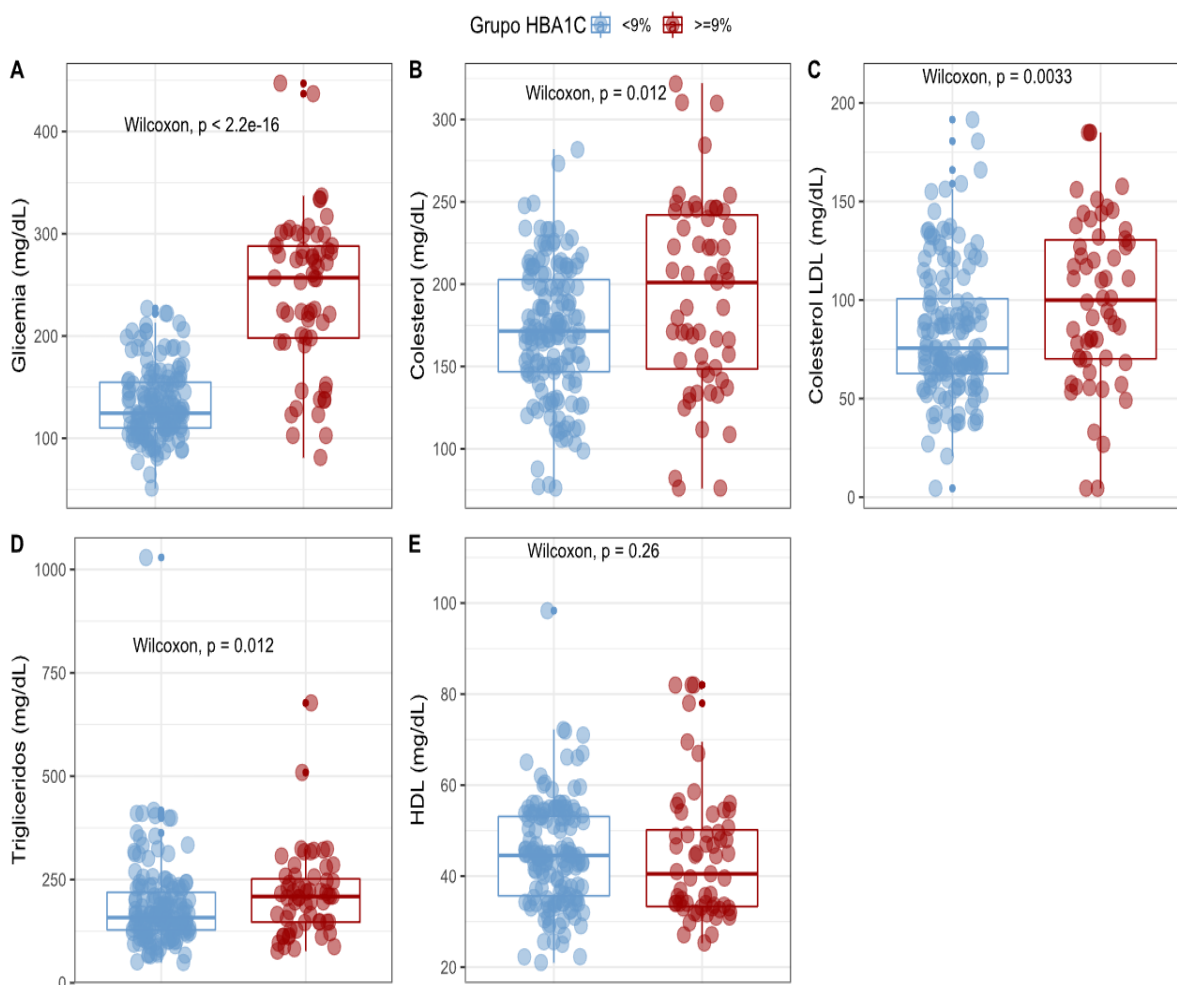 Grupo HBA1C a <9% a >=9%
A
Wilcoxon, p < 2.2e-16
Glicemia (mg/dL)
400
300
200
100
B
Wilcoxon, p = 0.012
Colesterol (mg/dL)
300
250
200
150
100
C
Wilcoxon, p = 0.0033
Colesterol LDL (mg/dL)
200
150
100
50
0
D
Wilcoxon, p = 0.012
Trigliceridos (mg/dL)
1000
750
500
250
0
E
Wilcoxon, p = 0.26
HDL (mg/dL)
100
80
60
40
20